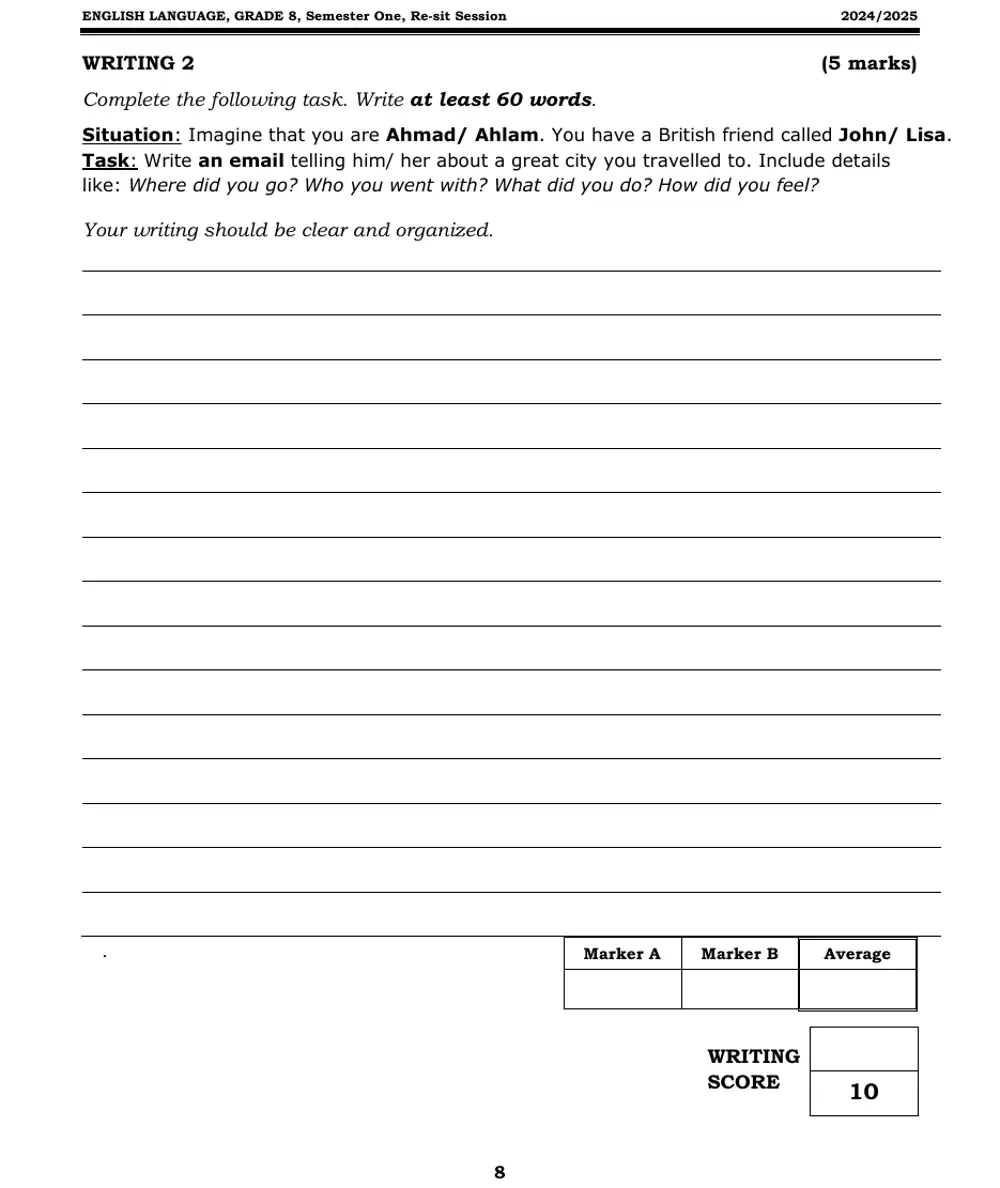 ENGLISH LANGUAGE, GRADE 8, Semester One, Re-sit Session 2024/2025
WRITING 2 (5 marks)
Complete the following task. Write at least 60 words.
Situation: Imagine that you are Ahmad/ Ahlam. You have a British friend called John/ Lisa.
Task: Write an email telling him/ her about a great city you travelled to. Include details
like: Where did you go? Who you went with? What did you do? How did you feel?
Your writing should be clear and organized.
.
Marker A Marker B Average
WRITING
SCORE
10
8